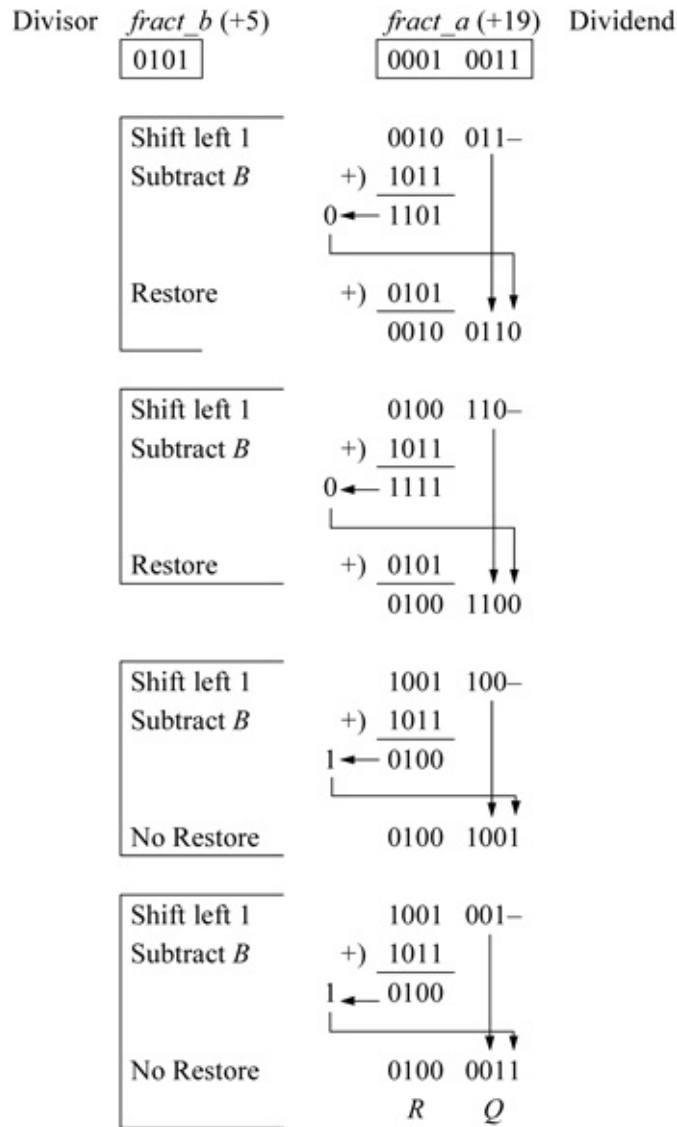 Divisor fract_b (+5) fract_a (+19) Dividend
0101 0001 0011
Shift left 1 0010 011–
Subtract B +) 1011
0 1101
Restore +) 0101
0010 0110
Shift left 1 0100 110–
Subtract B +) 1011
0 1111
Restore +) 0101
0100 1100
Shift left 1 1001 100–
Subtract B +) 1011
1 0100
No Restore 0100 1001
Shift left 1 1001 001–
Subtract B +) 1011
1 0100
No Restore 0100 0011
R Q